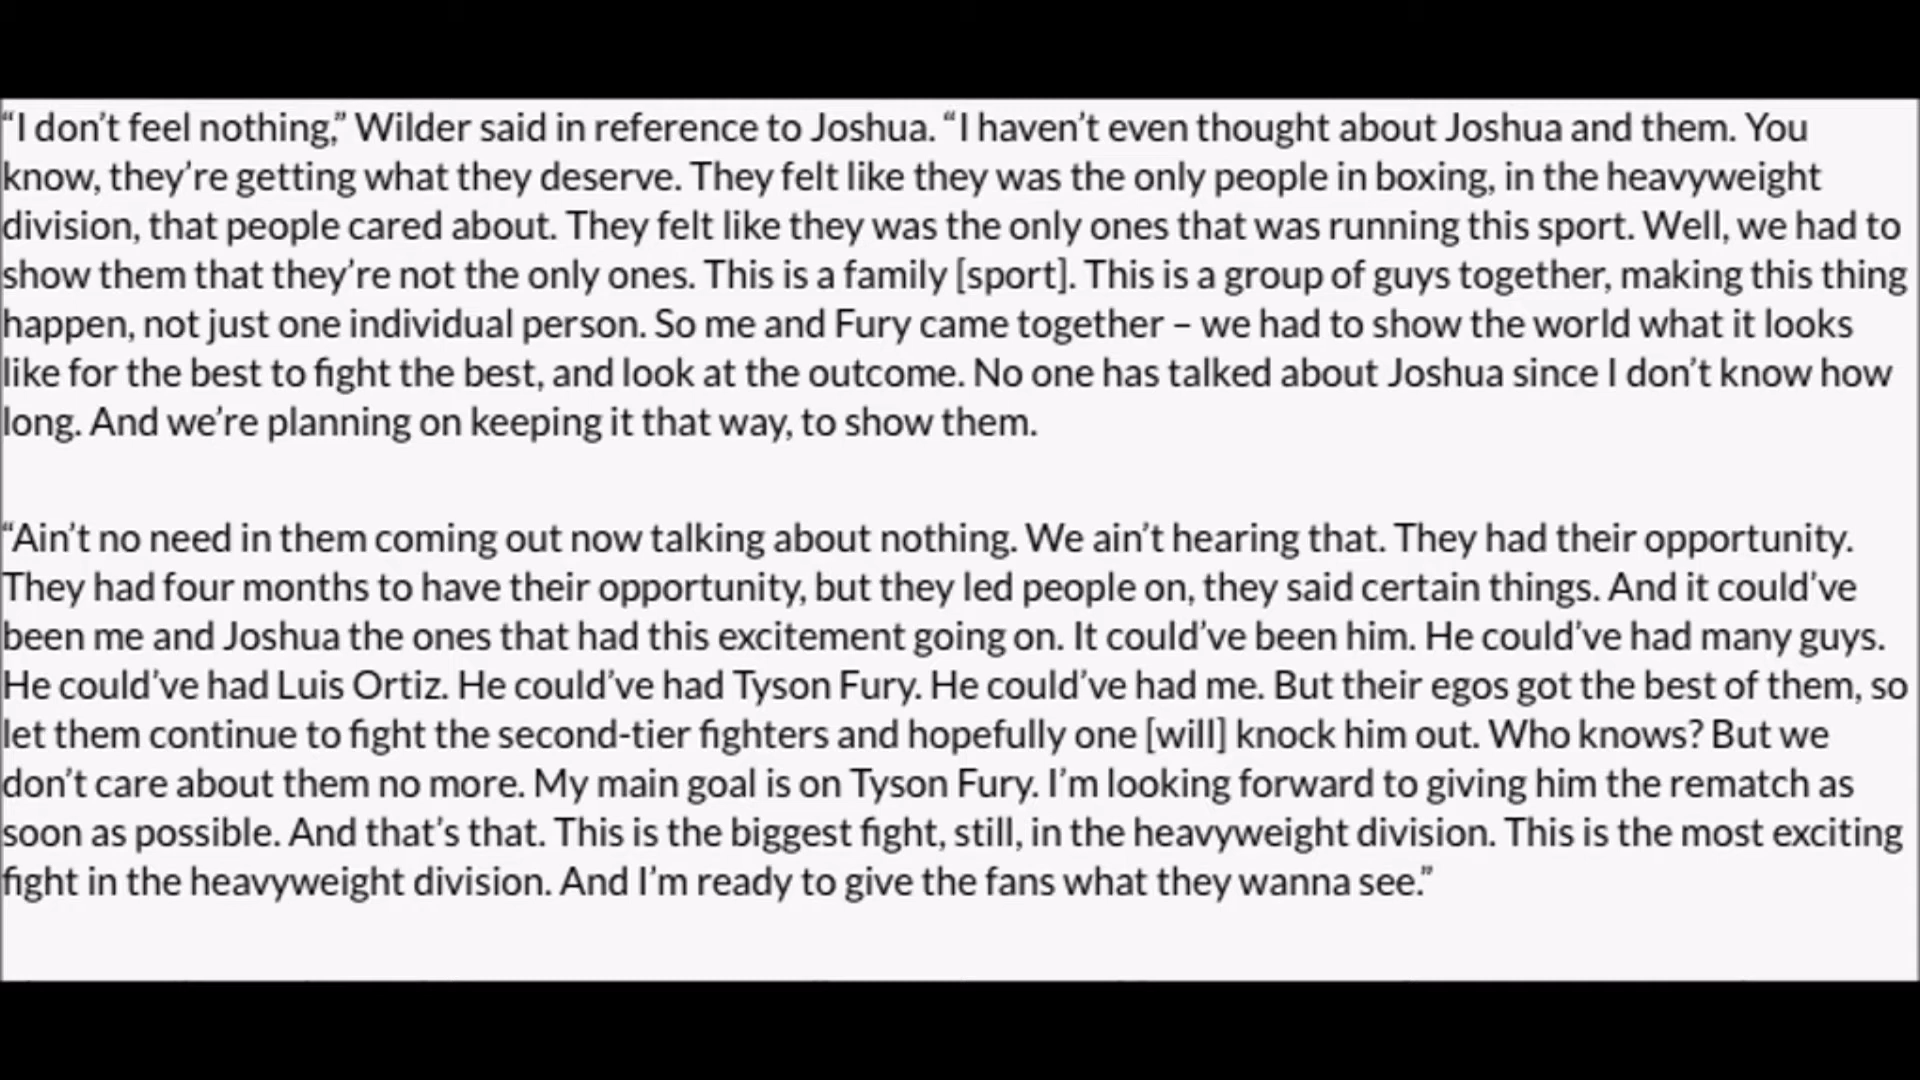 “I don’t feel nothing,” Wilder said in reference to Joshua. “I haven’t even thought about Joshua and them. You
know, they’re getting what they deserve. They felt like they was the only people in boxing, in the heavyweight
division, that people cared about. They felt like they was the only ones that was running this sport. Well, we had to
show them that they’re not the only ones. This is a family [sport]. This is a group of guys together, making this thing
happen, not just one individual person. So me and Fury came together – we had to show the world what it looks
like for the best to fight the best, and look at the outcome. No one has talked about Joshua since I don’t know how
long. And we’re planning on keeping it that way, to show them.
“Ain’t no need in them coming out now talking about nothing. We ain’t hearing that. They had their opportunity.
They had four months to have their opportunity, but they led people on, they said certain things. And it could’ve
been me and Joshua the ones that had this excitement going on. It could’ve been him. He could’ve had many guys.
He could’ve had Luis Ortiz. He could’ve had Tyson Fury. He could’ve had me. But their egos got the best of them, so
let them continue to fight the second-tier fighters and hopefully one [will] knock him out. Who knows? But we
don’t care about them no more. My main goal is on Tyson Fury. I’m looking forward to giving him the rematch as
soon as possible. And that’s that. This is the biggest fight, still, in the heavyweight division. This is the most exciting
fight in the heavyweight division. And I’m ready to give the fans what they wanna see.”